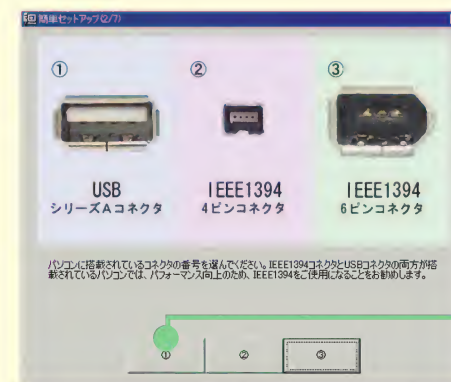 簡単セットアップ(2/7)
① ② ③
USB
シリーズAコネクタ
IEEE1394
4ピンコネクタ
IEEE1394
6ピンコネクタ
パソコンに搭載されているコネクタの番号を選んでください。IEEE1394コネクタとUSBコネクタの両方が搭
載されているパソコンでは、パフォーマンス向上のため、IEEE1394をご使用になることをお勧めします。
① ② ③